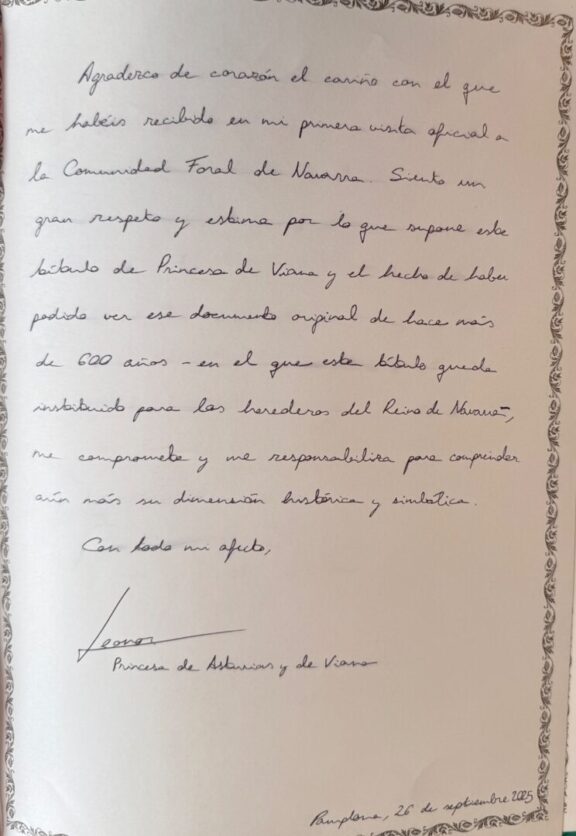 Agradezco de corazón el cariño con el que
me habéis recibido en mi primera visita oficial a
la Comunidad Foral de Navarra. Siento un
gran respeto y estima por lo que supone este
título de Princesa de Viana y el hecho de haber
podido ver ese documento original de hace más
de 600 años - en el que este título queda
instituido para los herederos del Reino de Navarra-,
me compromete y me responsabiliza para comprender
aún más su dimensión histórica y simbólica.
Con todo mi afecto,
Leonor
Princesa de Asturias y de Viana
Pamplona, 26 de septiembre 2025